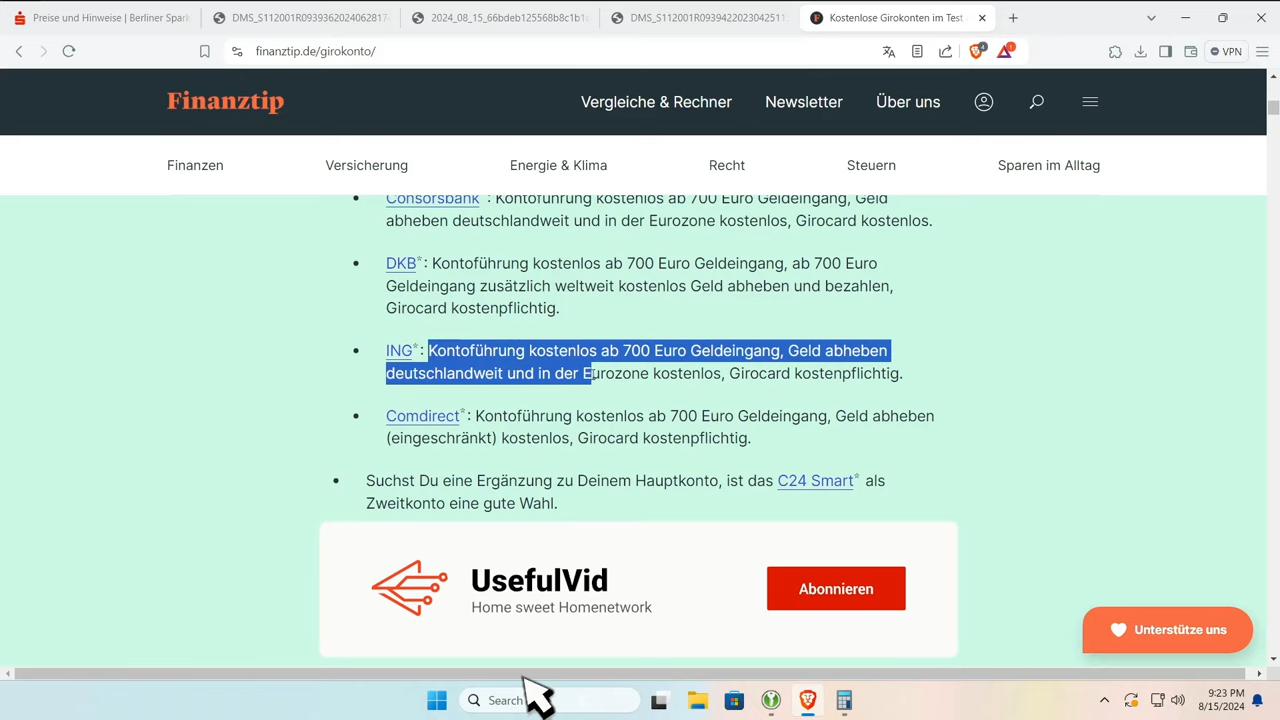 Preise und Hinweise | Berliner Spark
DMS_S112001R0939362024062817
2024_08_15_66bdeb125568b8c1b1
DMS_S112001R0939422023042511
Kostenlose Girokonten im Test
finanztip.de/girokonto/
4
1
VPN
Finanztip
Vergleiche & Rechner
Newsletter
Über uns
Finanzen
Versicherung
Energie & Klima
Recht
Steuern
Sparen im Alltag
Consorsbank*: Kontoführung kostenlos ab 700 Euro Geldeingang, Geld
abheben deutschlandweit und in der Eurozone kostenlos, Girocard kostenlos.
DKB*: Kontoführung kostenlos ab 700 Euro Geldeingang, ab 700 Euro
Geldeingang zusätzlich weltweit kostenlos Geld abheben und bezahlen,
Girocard kostenpflichtig.
ING*: Kontoführung kostenlos ab 700 Euro Geldeingang, Geld abheben
deutschlandweit und in der Eurozone kostenlos, Girocard kostenpflichtig.
Comdirect*: Kontoführung kostenlos ab 700 Euro Geldeingang, Geld abheben
(eingeschränkt) kostenlos, Girocard kostenpflichtig.
Suchst Du eine Ergänzung zu Deinem Hauptkonto, ist das C24 Smart* als
Zweitkonto eine gute Wahl.
UsefulVid
Home sweet Homenetwork
Abonnieren
Unterstütze uns
Search
9:23 PM
8/15/2024